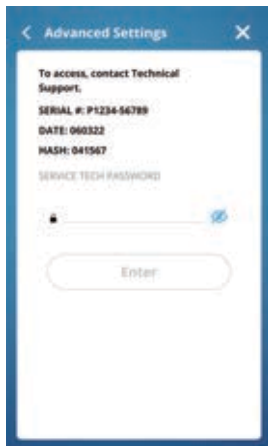 Advanced Settings
To access, contact Technical
Support.
SERIAL #: P1234-56789
DATE: 060322
HASH: 041567
SERVICE TECH PASSWORD
Enter